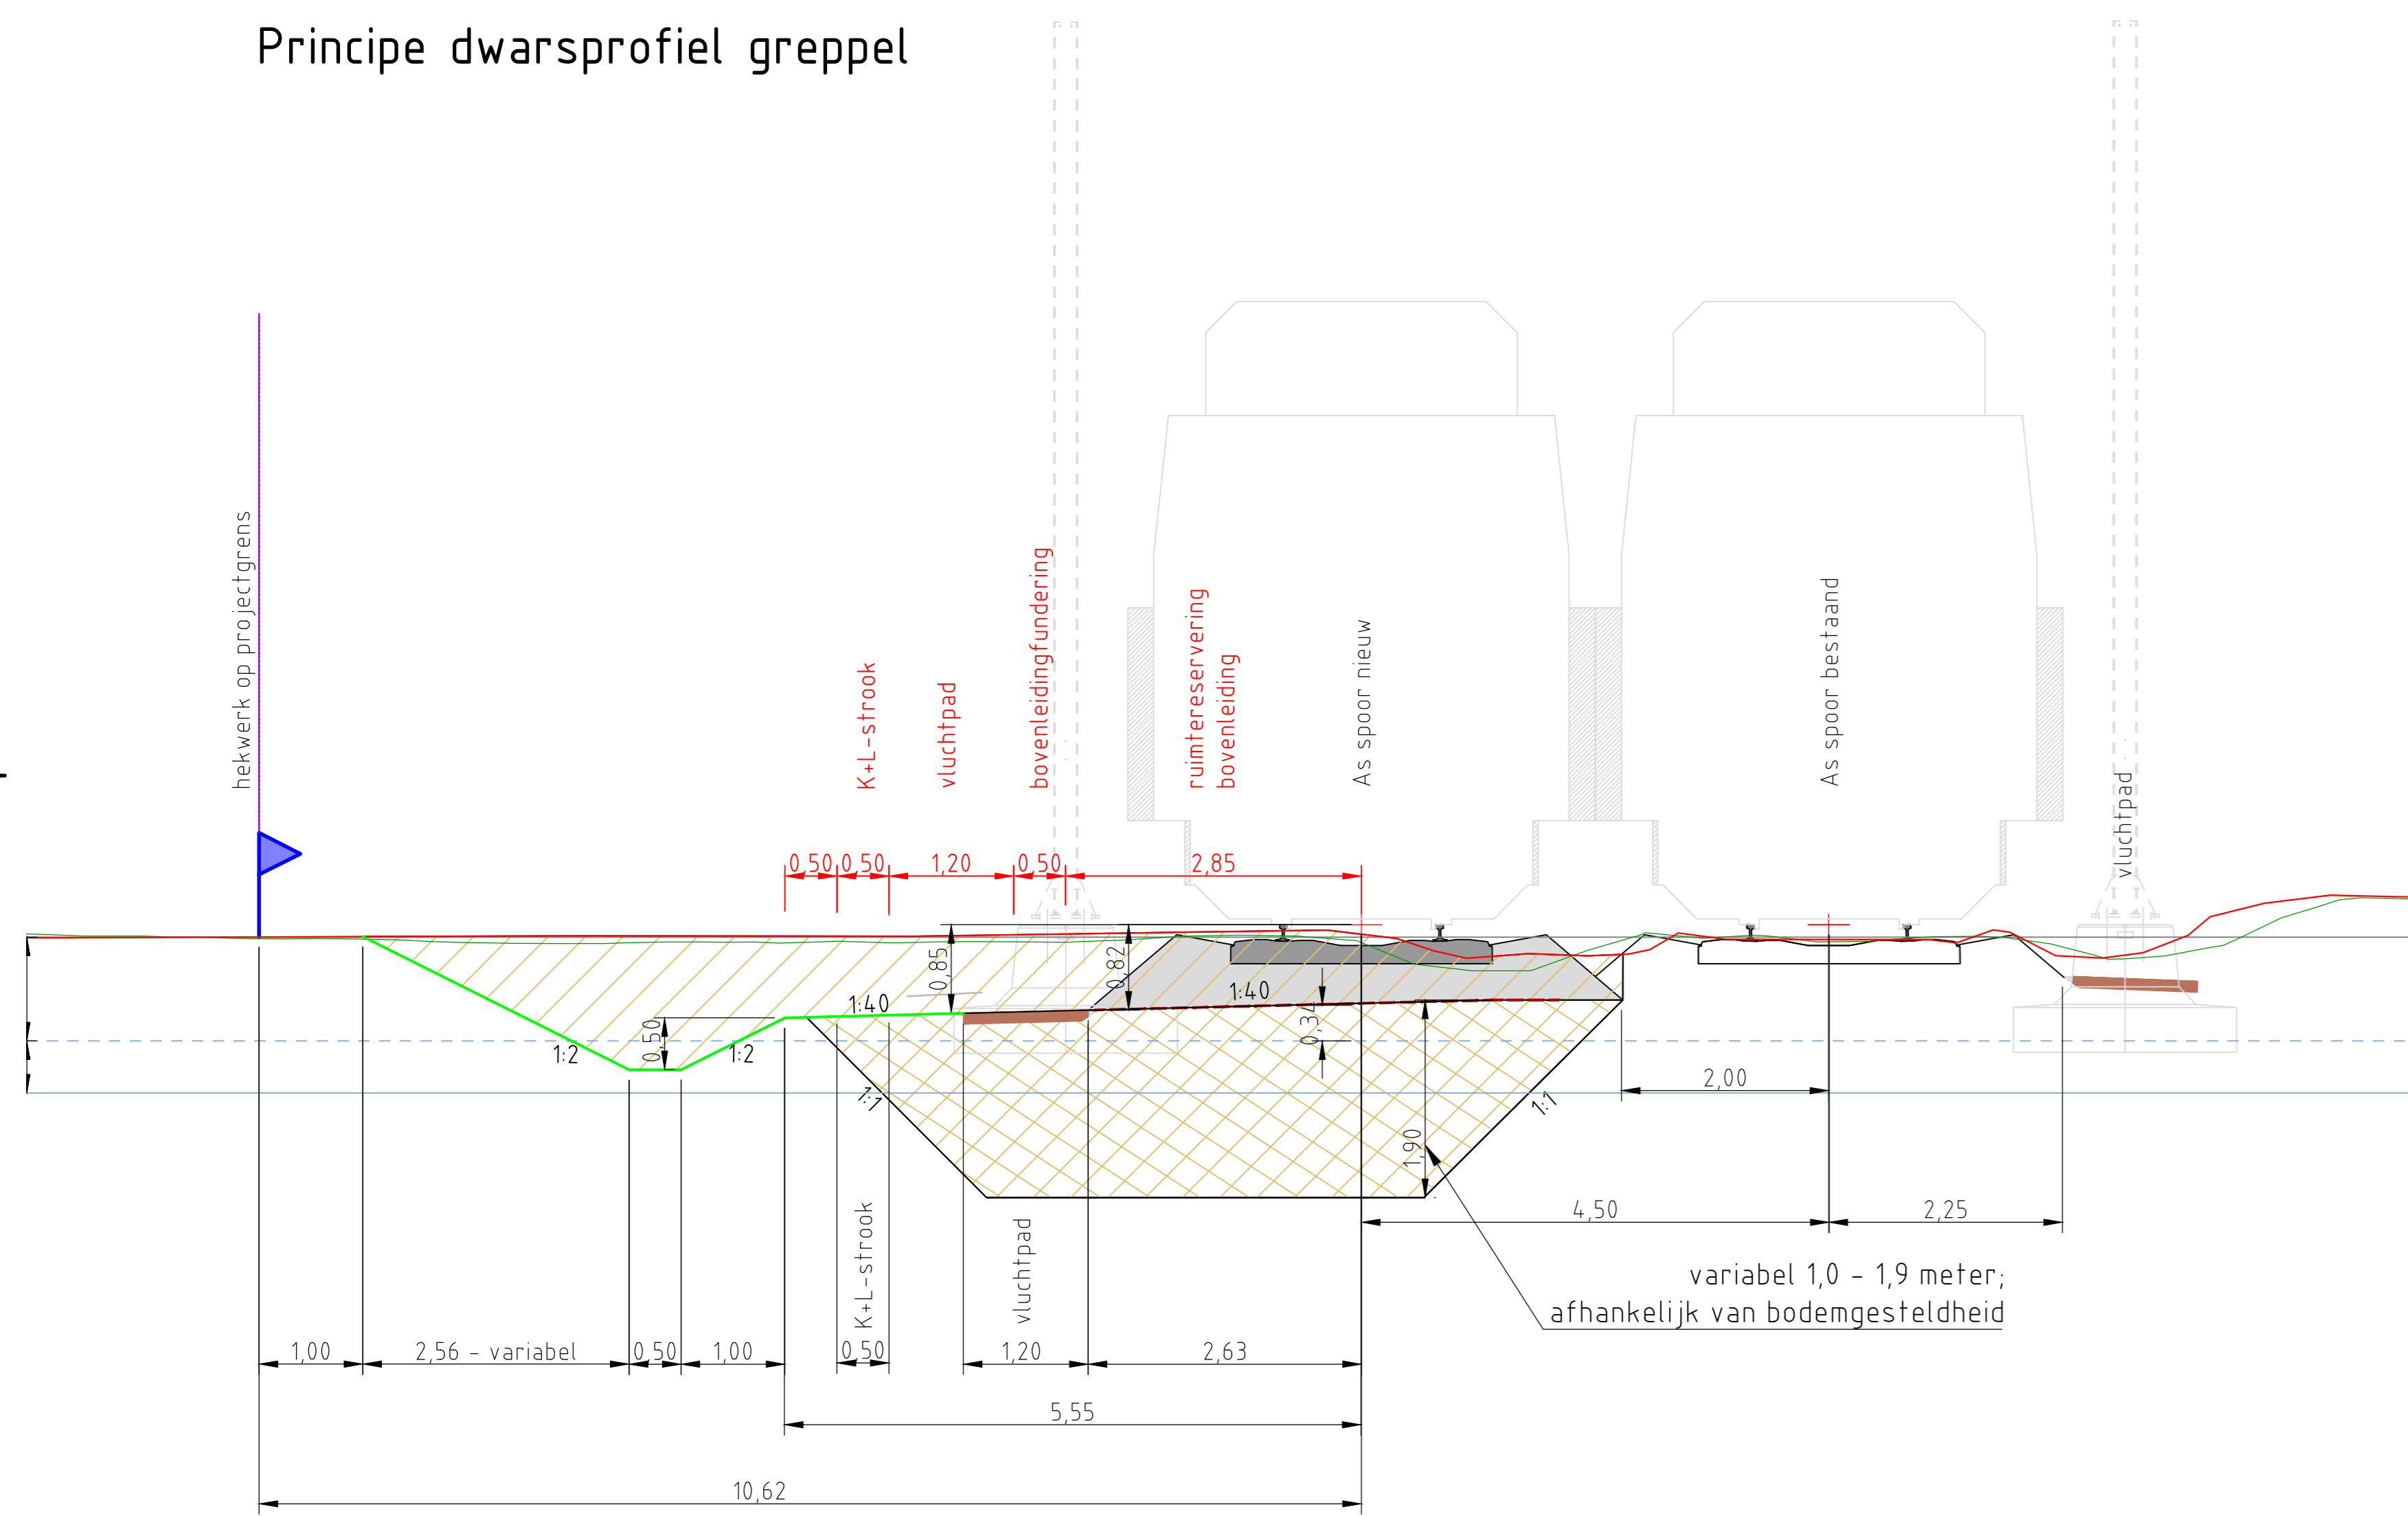 Principe dwarsprofiel greppel
hekwerk op projectgrens
K+L-strook
vluchtpad
bovenleidingfundering
ruimtereservering
bovenleiding
As spoor nieuw
As spoor bestaand
vluchtpad
0,50
0,50
1,20
0,50
2,85
0,85
0,82
1:40
1:40
0,34
0,50
1:2
1:2
1:1
1:1
2,00
1,90
4,50
2,25
K+L-strook
vluchtpad
variabel 1,0 - 1,9 meter;
afhankelijk van bodemgesteldheid
1,00
2,56 - variabel
0,50
1,00
0,50
1,20
2,63
5,55
10,62